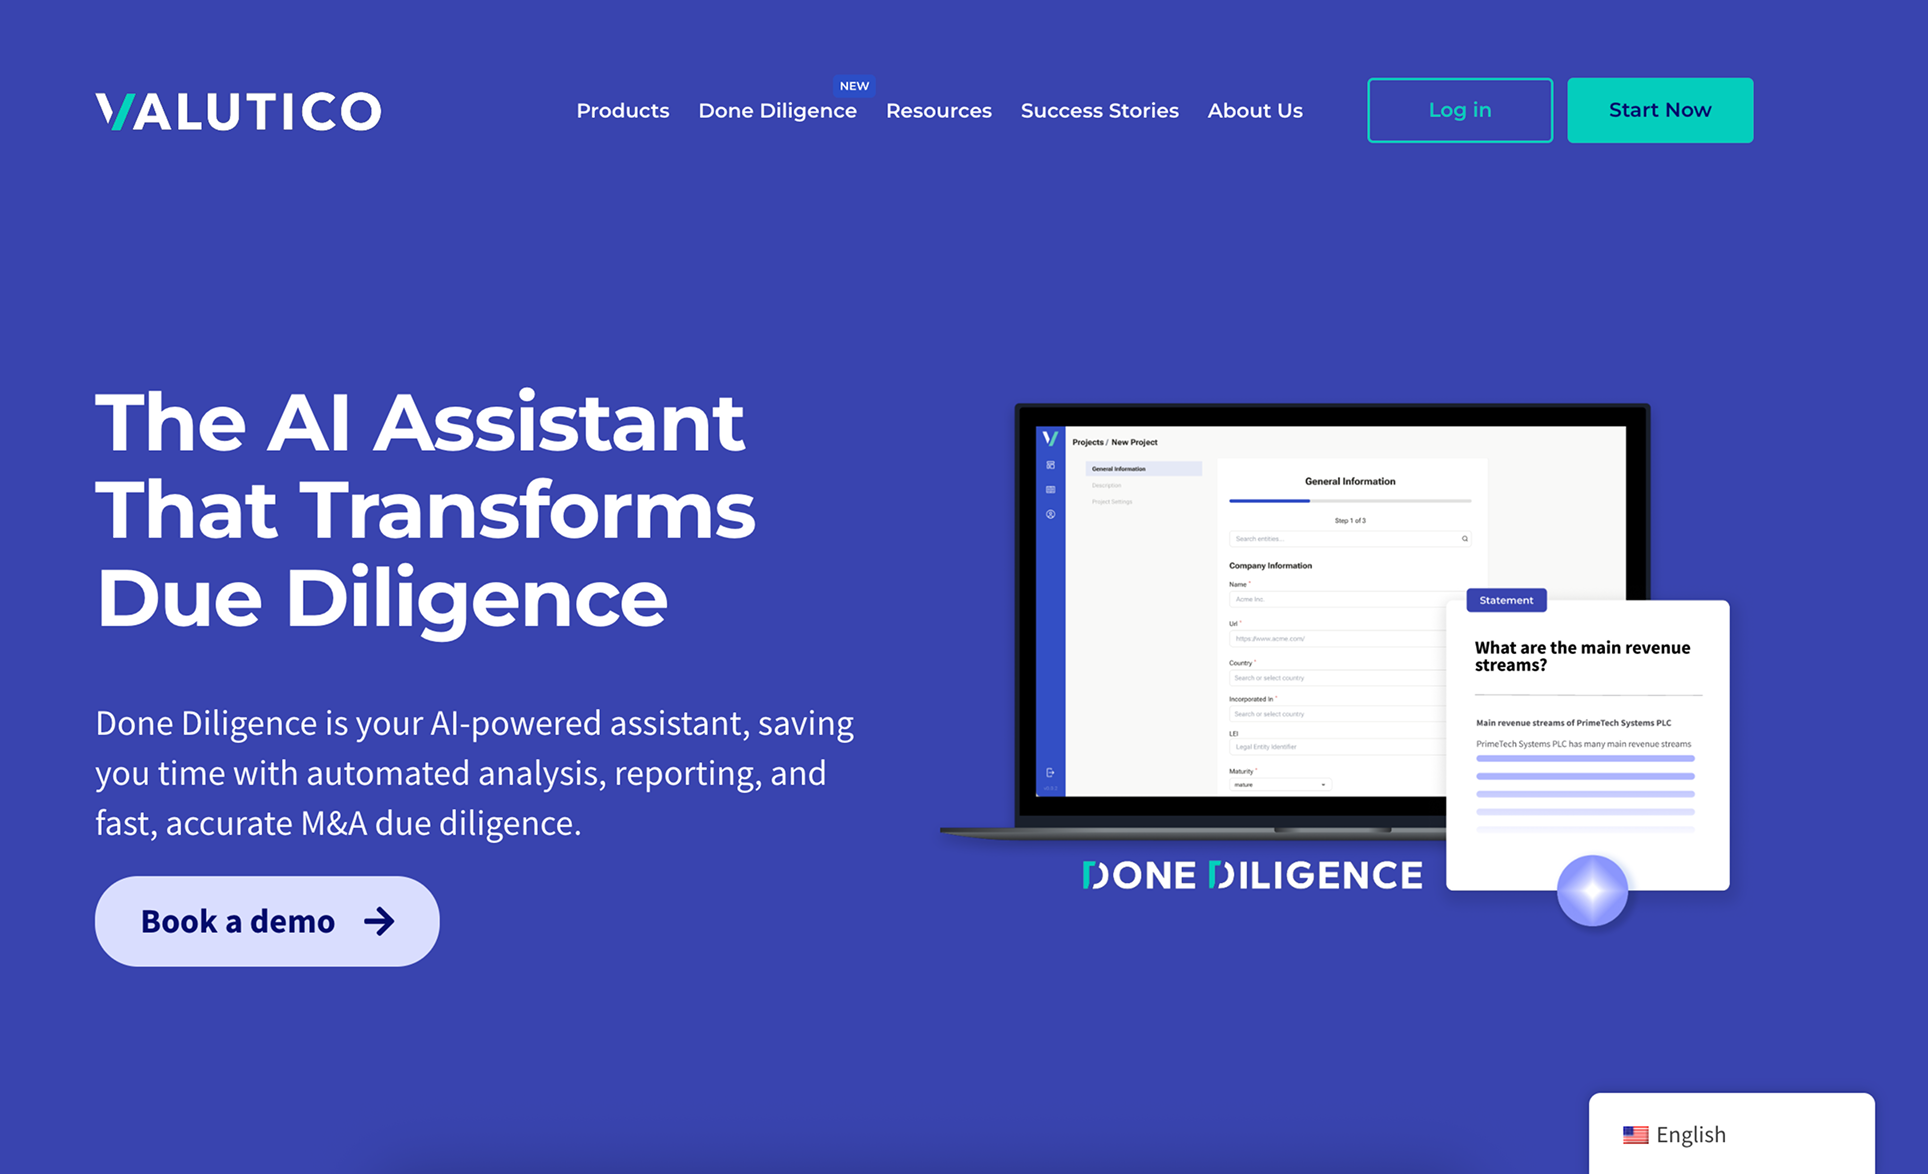 VALUTICO
Products
Done Diligence
NEW
Resources
Success Stories
About Us
Log in
Start Now
The AI Assistant
That Transforms
Due Diligence
Done Diligence is your AI-powered assistant, saving
you time with automated analysis, reporting, and
fast, accurate M&A due diligence.
Book a demo
Projects / New Project
General Information
Description
Project Settings
General Information
Step 1 of 3
Search entities...
Company Information
Name *
Acme Inc.
Url *
https://www.acme.com/
Country *
Search or select country
Incorporated In *
Search or select country
LEI
Legal Entity Identifier
Maturity *
mature
Statement
What are the main revenue
streams?
Main revenue streams of PrimeTech Systems PLC
PrimeTech Systems PLC has many main revenue streams
DONE DILIGENCE
English